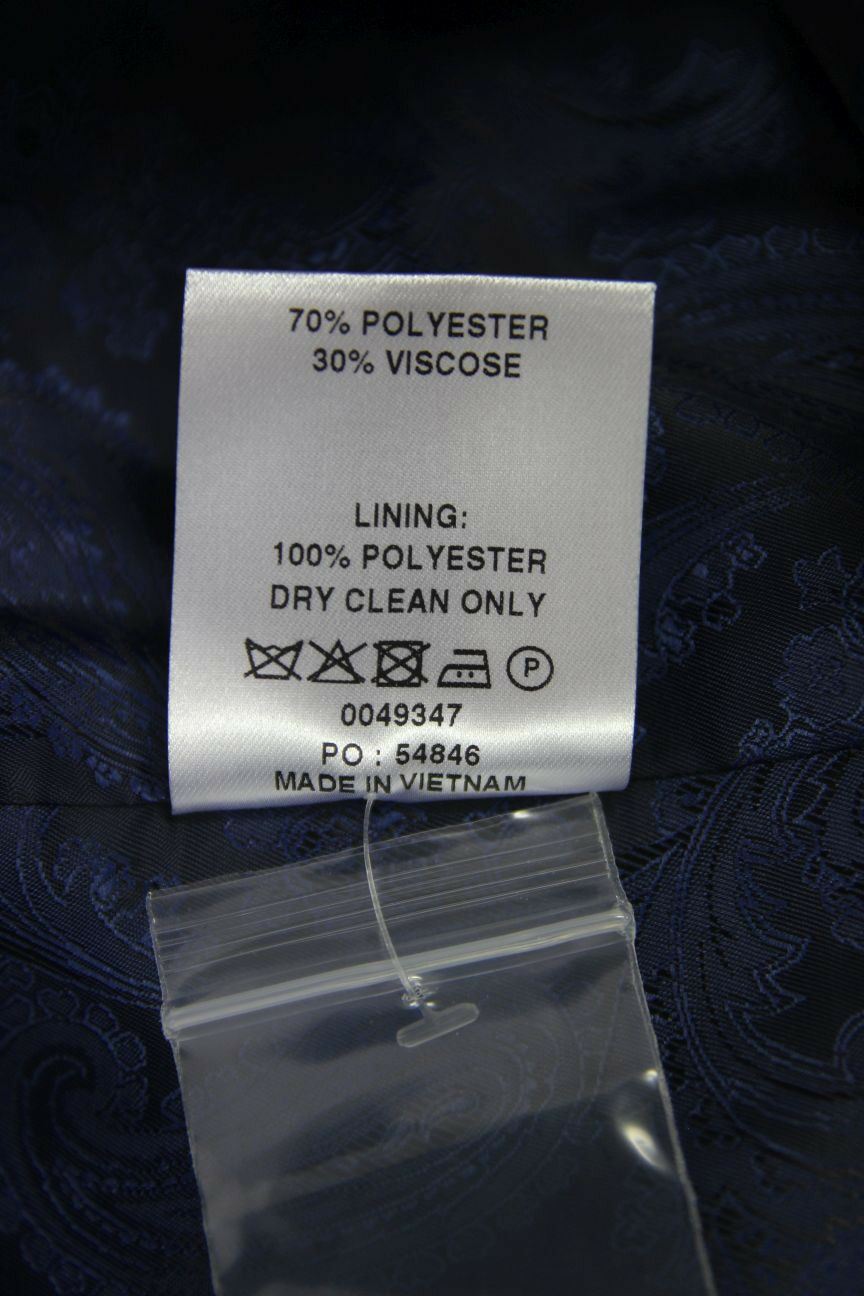 70% POLYESTER
30% VISCOSE
LINING:
100% POLYESTER
DRY CLEAN ONLY
P
0049347
PO : 54846
MADE IN VIETNAM